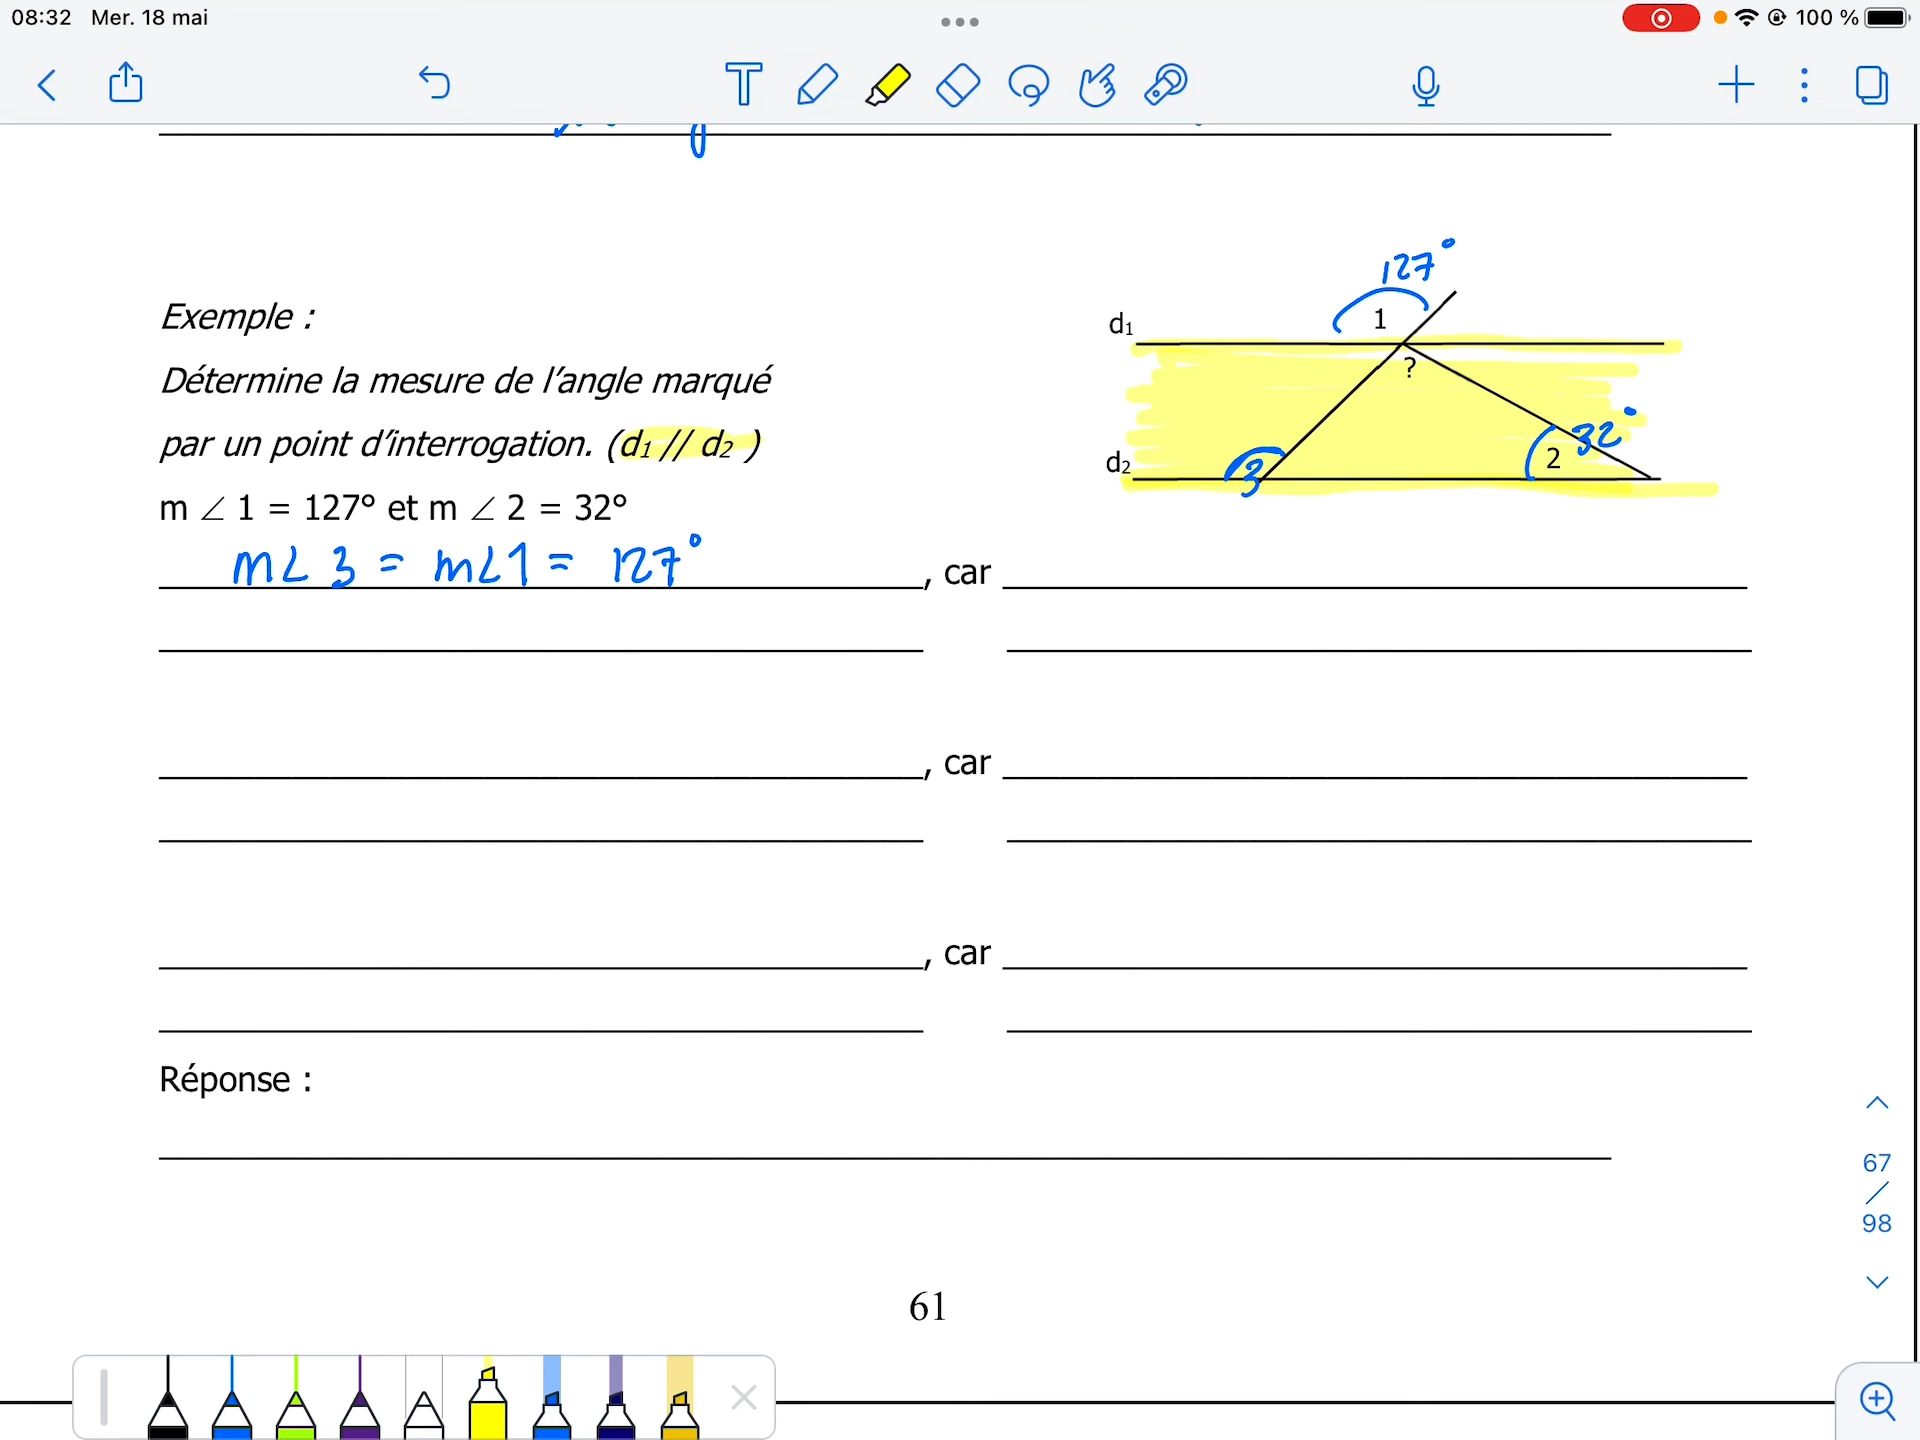 08:32 Mer. 18 mai
100 %
T
127°
Exemple :
d1
1
Détermine la mesure de l'angle marqué
?
par un point d'interrogation. (d1 // d2 )
32°
d2
3
2
m ∠ 1 = 127° et m ∠ 2 = 32°
m∠ 3 = m∠1 = 127°, car
, car
, car
Réponse :
67
/
98
61